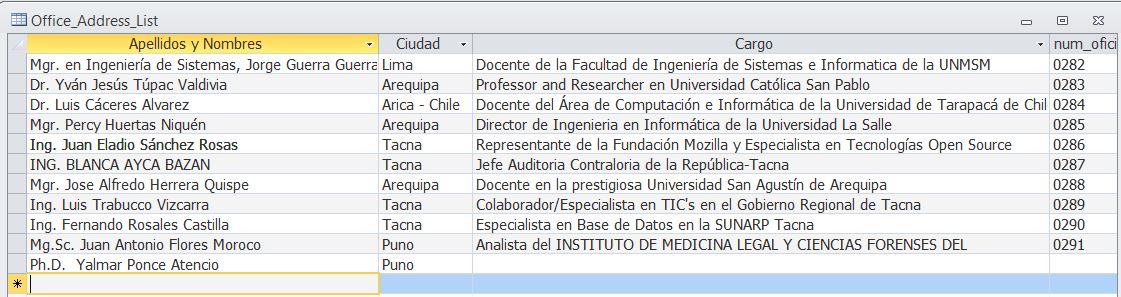 Office_Address_List
Apellidos y Nombres Ciudad Cargo num_ofici
Mgr. en Ingeniería de Sistemas, Jorge Guerra Guerra Lima Docente de la Facultad de Ingeniería de Sistemas e Informatica de la UNMSM 0282
Dr. Yván Jesús Túpac Valdivia Arequipa Professor and Researcher en Universidad Católica San Pablo 0283
Dr. Luis Cáceres Alvarez Arica - Chile Docente del Área de Computación e Informática de la Universidad de Tarapacá de Chil 0284
Mgr. Percy Huertas Niquén Arequipa Director de Ingenieria en Informática de la Universidad La Salle 0285
Ing. Juan Eladio Sánchez Rosas Tacna Representante de la Fundación Mozilla y Especialista en Tecnologías Open Source 0286
ING. BLANCA AYCA BAZAN Tacna Jefe Auditoria Contraloria de la República-Tacna 0287
Mgr. Jose Alfredo Herrera Quispe Arequipa Docente en la prestigiosa Universidad San Agustín de Arequipa 0288
Ing. Luis Trabucco Vizcarra Tacna Colaborador/Especialista en TIC's en el Gobierno Regional de Tacna 0289
Ing. Fernando Rosales Castilla Tacna Especialista en Base de Datos en la SUNARP Tacna 0290
Mg.Sc. Juan Antonio Flores Moroco Puno Analista del INSTITUTO DE MEDICINA LEGAL Y CIENCIAS FORENSES DEL 0291
Ph.D. Yalmar Ponce Atencio Puno